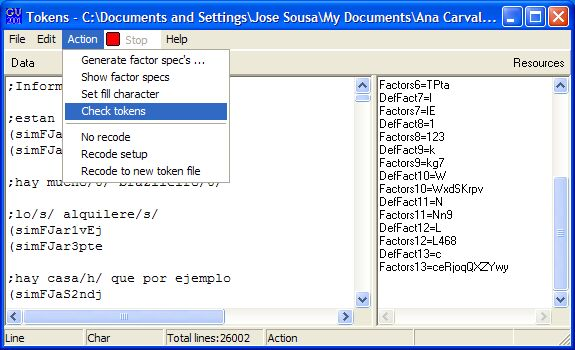 Tokens - C:\Documents and Settings\Jose Sousa\My Documents\Ana Carval...
File Edit Action Stop Help
Data Resources
Generate factor spec's ...
Show factor specs
Set fill character
Check tokens
No recode
Recode setup
Recode to new token file
;Inform
;estan
(simFJa
(simFJa
;hay mucho/s/ brazilero/s/
;lo/s/ alquilere/s/
(simFJar1vEj
(simFJar3pte
;hay casa/h/ que por ejemplo
(simFJaS2ndj
Factors6=TPta
DefFact7=I
Factors7=IE
DefFact8=1
Factors8=123
DefFact9=k
Factors9=kg7
DefFact10=W
Factors10=WxdSKrpv
DefFact11=N
Factors11=Nn9
DefFact12=L
Factors12=L468
DefFact13=c
Factors13=ceRjoqQXZYwy
Line Char Total lines:26002 Action